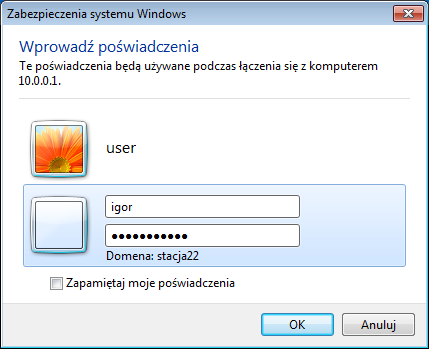 Zabezpieczenia systemu Windows
Wprowadź poświadczenia
Te poświadczenia będą używane podczas łączenia się z komputerem
10.0.0.1.
user
igor
●●●●●●●●●●●
Domena: stacja22
Zapamiętaj moje poświadczenia
OK
Anuluj